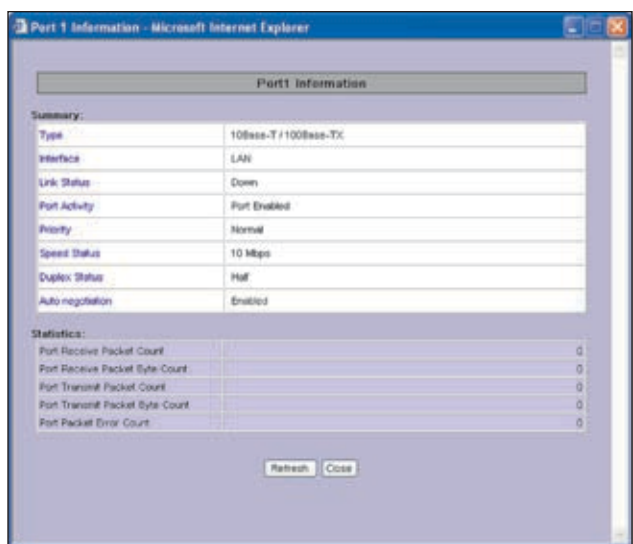 Port 1 Information - Microsoft Internet Explorer
Port1 Information
Summary:
Type 10Base-T / 100Base-TX
Interface LAN
Link Status Down
Port Activity Port Enabled
Priority Normal
Speed Status 10 Mbps
Duplex Status Half
Auto negotiation Enabled
Statistics:
Port Receive Packet Count 0
Port Receive Packet Byte Count 0
Port Transmit Packet Count 0
Port Transmit Packet Byte Count 0
Port Packet Error Count 0
Refresh Close